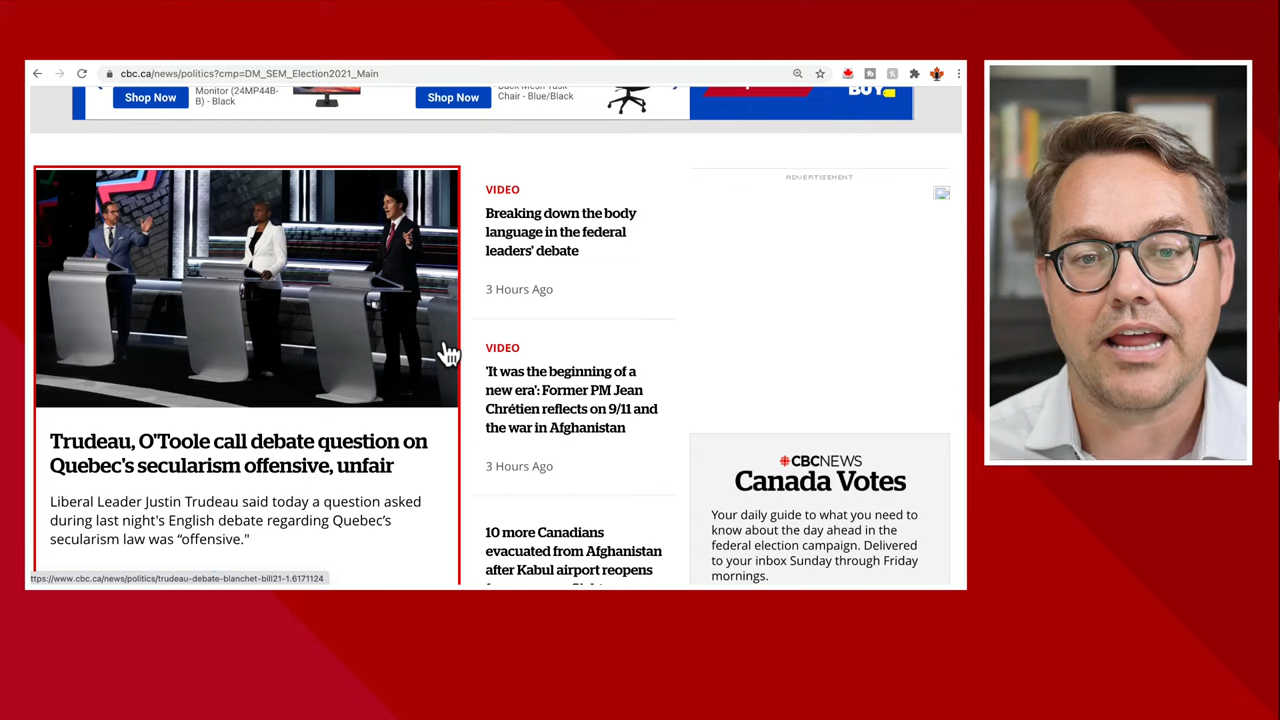 cbc.ca/news/politics?cmp=DM_SEM_Election2021_Main
Shop Now
Monitor (24MP44B-
B) - Black
Shop Now
Back Mesh Task
Chair - Blue/Black
BUY
VIDEO
Breaking down the body
language in the federal
leaders' debate
3 Hours Ago
VIDEO
'It was the beginning of a
new era': Former PM Jean
Chrétien reflects on 9/11 and
the war in Afghanistan
3 Hours Ago
10 more Canadians
evacuated from Afghanistan
after Kabul airport reopens
Trudeau, O'Toole call debate question on
Quebec's secularism offensive, unfair
Liberal Leader Justin Trudeau said today a question asked
during last night's English debate regarding Quebec’s
secularism law was “offensive."
ttps://www.cbc.ca/news/politics/trudeau-debate-blanchet-bill21-1.6171124
ADVERTISEMENT
CBCNEWS
Canada Votes
Your daily guide to what you need to
know about the day ahead in the
federal election campaign. Delivered
to your inbox Sunday through Friday
mornings.